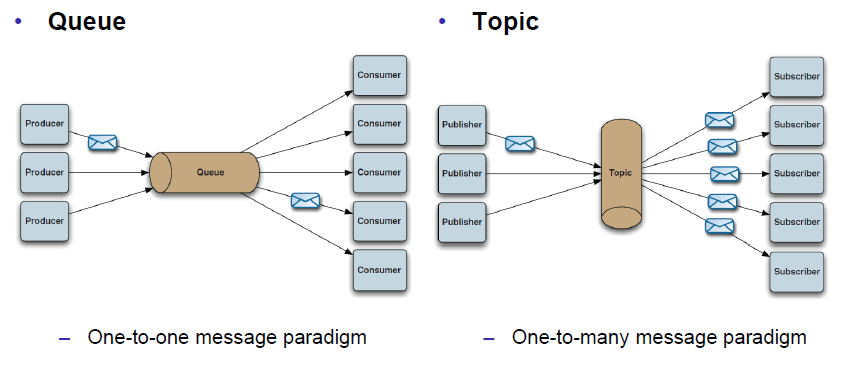 • Queue
Producer
Producer
Producer
Queue
Consumer
Consumer
Consumer
Consumer
Consumer
– One-to-one message paradigm
• Topic
Publisher
Publisher
Publisher
Topic
Subscriber
Subscriber
Subscriber
Subscriber
Subscriber
– One-to-many message paradigm